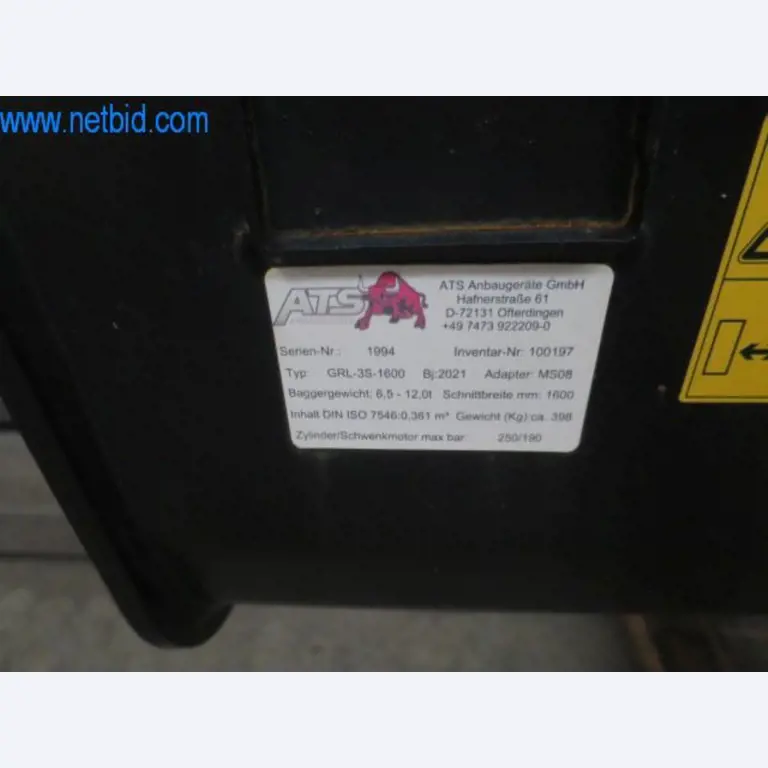 www.netbid.com
ATS
ATS Anbaugeräte GmbH
Hafnerstraße 61
D-72131 Ofterdingen
+49 7473 922209-0
Serien-Nr.: 1994 Inventar-Nr: 100197
Typ: GRL-3S-1600 Bj:2021 Adapter: MS08
Baggergewicht: 6,5 - 12,0t Schnittbreite mm: 1600
Inhalt DIN ISO 7546:0,361 m³ Gewicht (Kg) ca. 398
Zylinder/Schwenkmotor max bar: 250/190